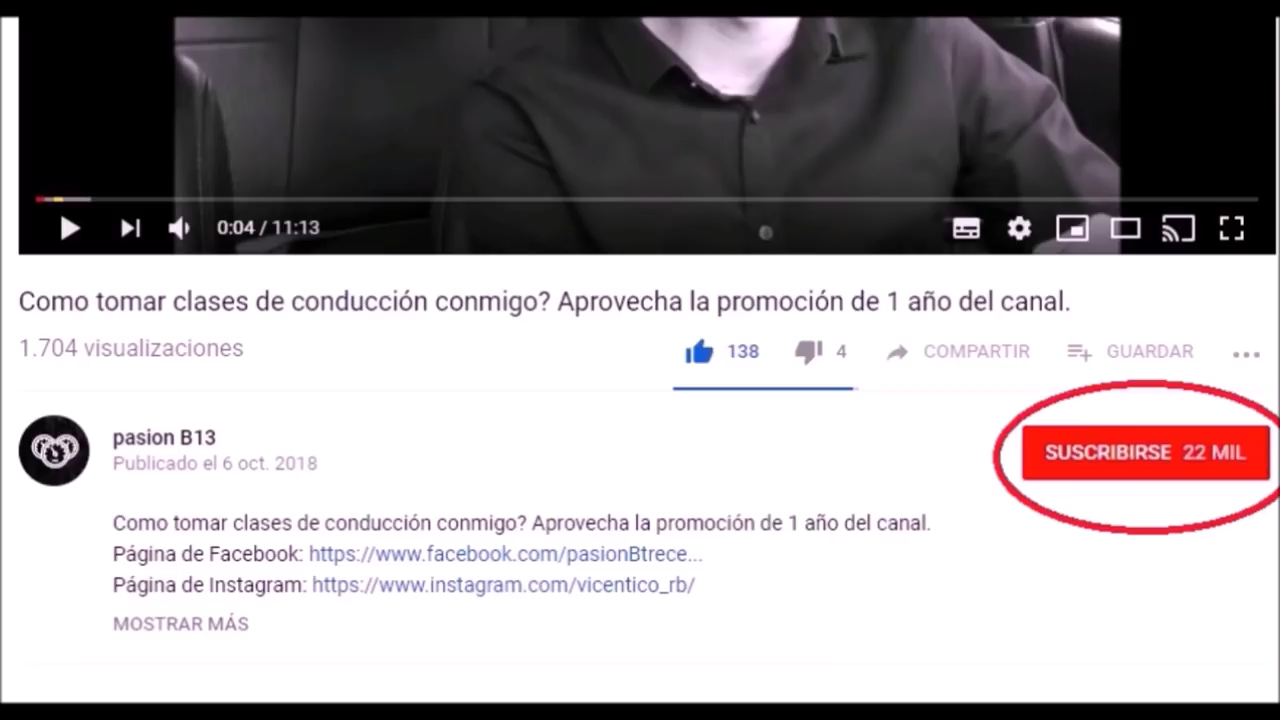 0:04 / 11:13
Como tomar clases de conducción conmigo? Aprovecha la promoción de 1 año del canal.
1.704 visualizaciones
138
4
COMPARTIR
GUARDAR
pasion B13
Publicado el 6 oct. 2018
SUSCRIBIRSE 22 MIL
Como tomar clases de conducción conmigo? Aprovecha la promoción de 1 año del canal.
Página de Facebook: https://www.facebook.com/pasionBtrece...
Página de Instagram: https://www.instagram.com/vicentico_rb/
MOSTRAR MÁS